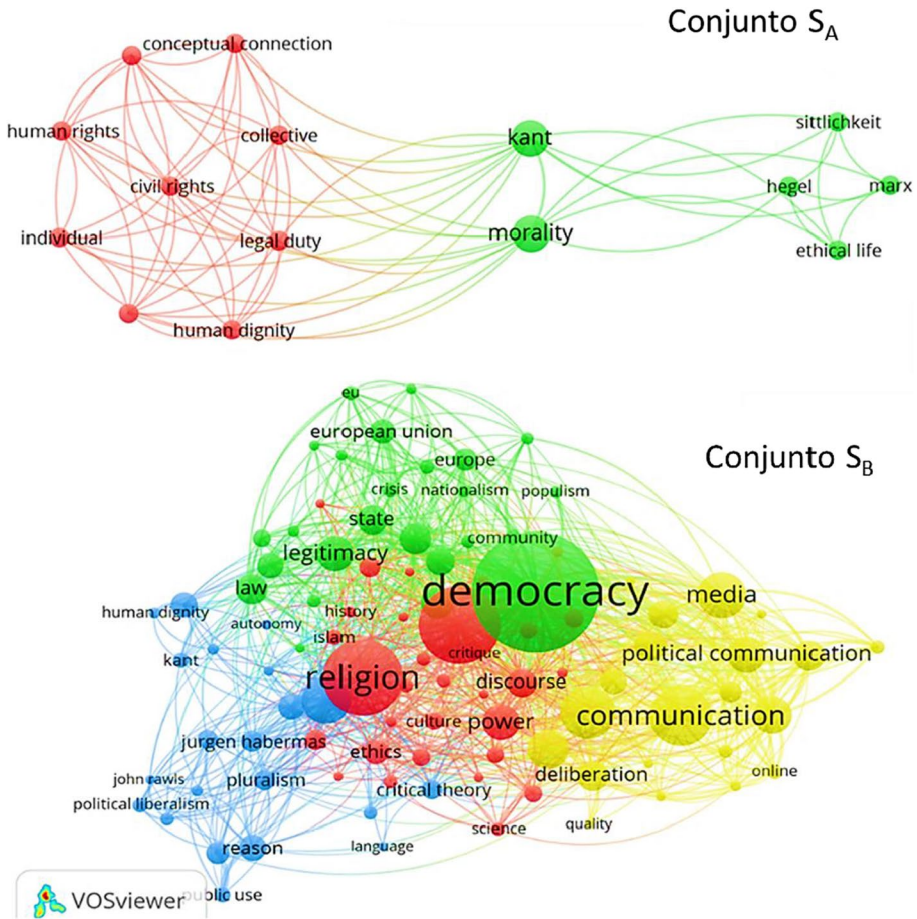 Conjunto SA
conceptual connection
human rights
collective
kant
sittlichkeit
civil rights
hegel
marx
individual
legal duty
morality
ethical life
human dignity
eu
european union
Conjunto SB
europe
crisis
nationalism
populism
state
community
legitimacy
law
democracy
media
human dignity
history
autonomy
islam
critique
political communication
kant
religion
discourse
communication
culture
power
jurgen habermas
ethics
john rawls
pluralism
deliberation
online
political liberalism
critical theory
science
quality
reason
language
public use
VOSviewer